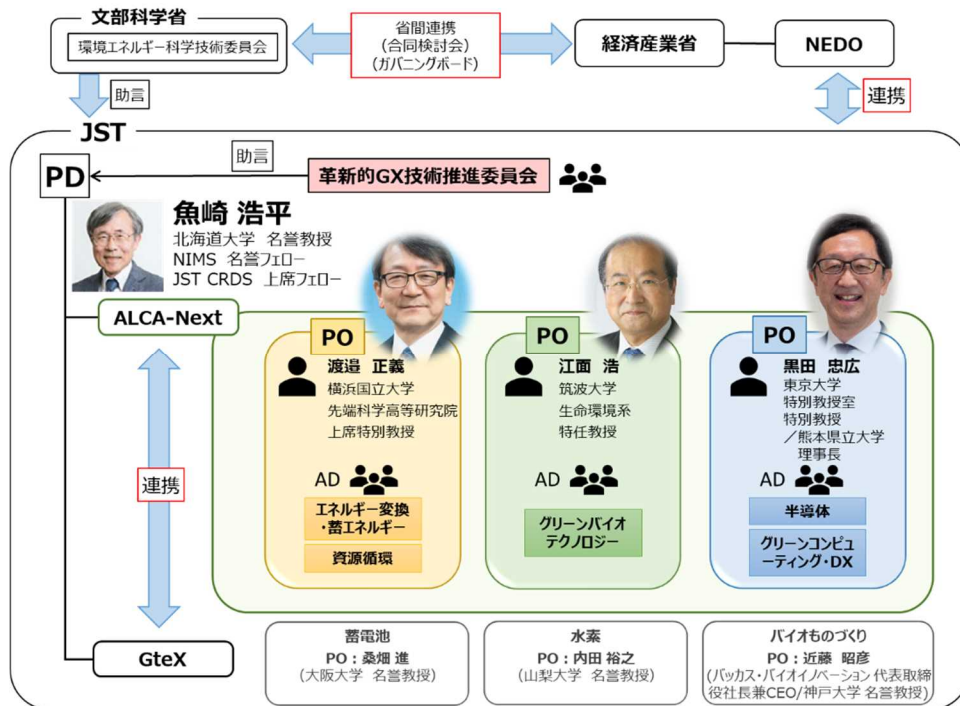 文部科学省
環境エネルギー科学技術委員会
省間連携
(合同検討会)
(ガバニングボード)
経済産業省
NEDO
助言
連携
JST
PD
助言
革新的GX技術推進委員会
魚崎 浩平
北海道大学 名誉教授
NIMS 名誉フェロー
JST CRDS 上席フェロー
ALCA-Next
PO
渡邉 正義
横浜国立大学
先端科学高等研究院
上席特別教授
AD
エネルギー変換
・蓄エネルギー
資源循環
PO
江面 浩
筑波大学
生命環境系
特任教授
AD
グリーンバイオ
テクノロジー
PO
黒田 忠広
東京大学
特別教授室
特別教授
／熊本県立大学
理事長
AD
半導体
グリーンコンピュ
ーティング・DX
連携
GteX
蓄電池
PO：桑畑 進
(大阪大学 名誉教授)
水素
PO：内田 裕之
(山梨大学 名誉教授)
バイオものづくり
PO：近藤 昭彦
(バッカス・バイオイノベーション 代表取締
役社長兼CEO/神戸大学 名誉教授)